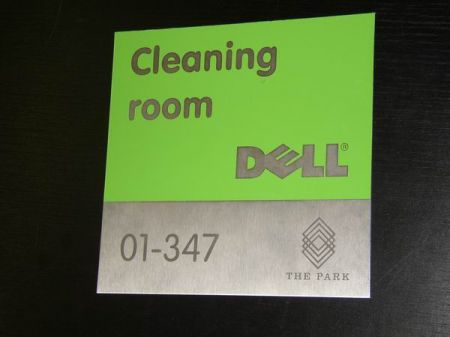 Cleaning
room
DELL®
01-347
THE PARK